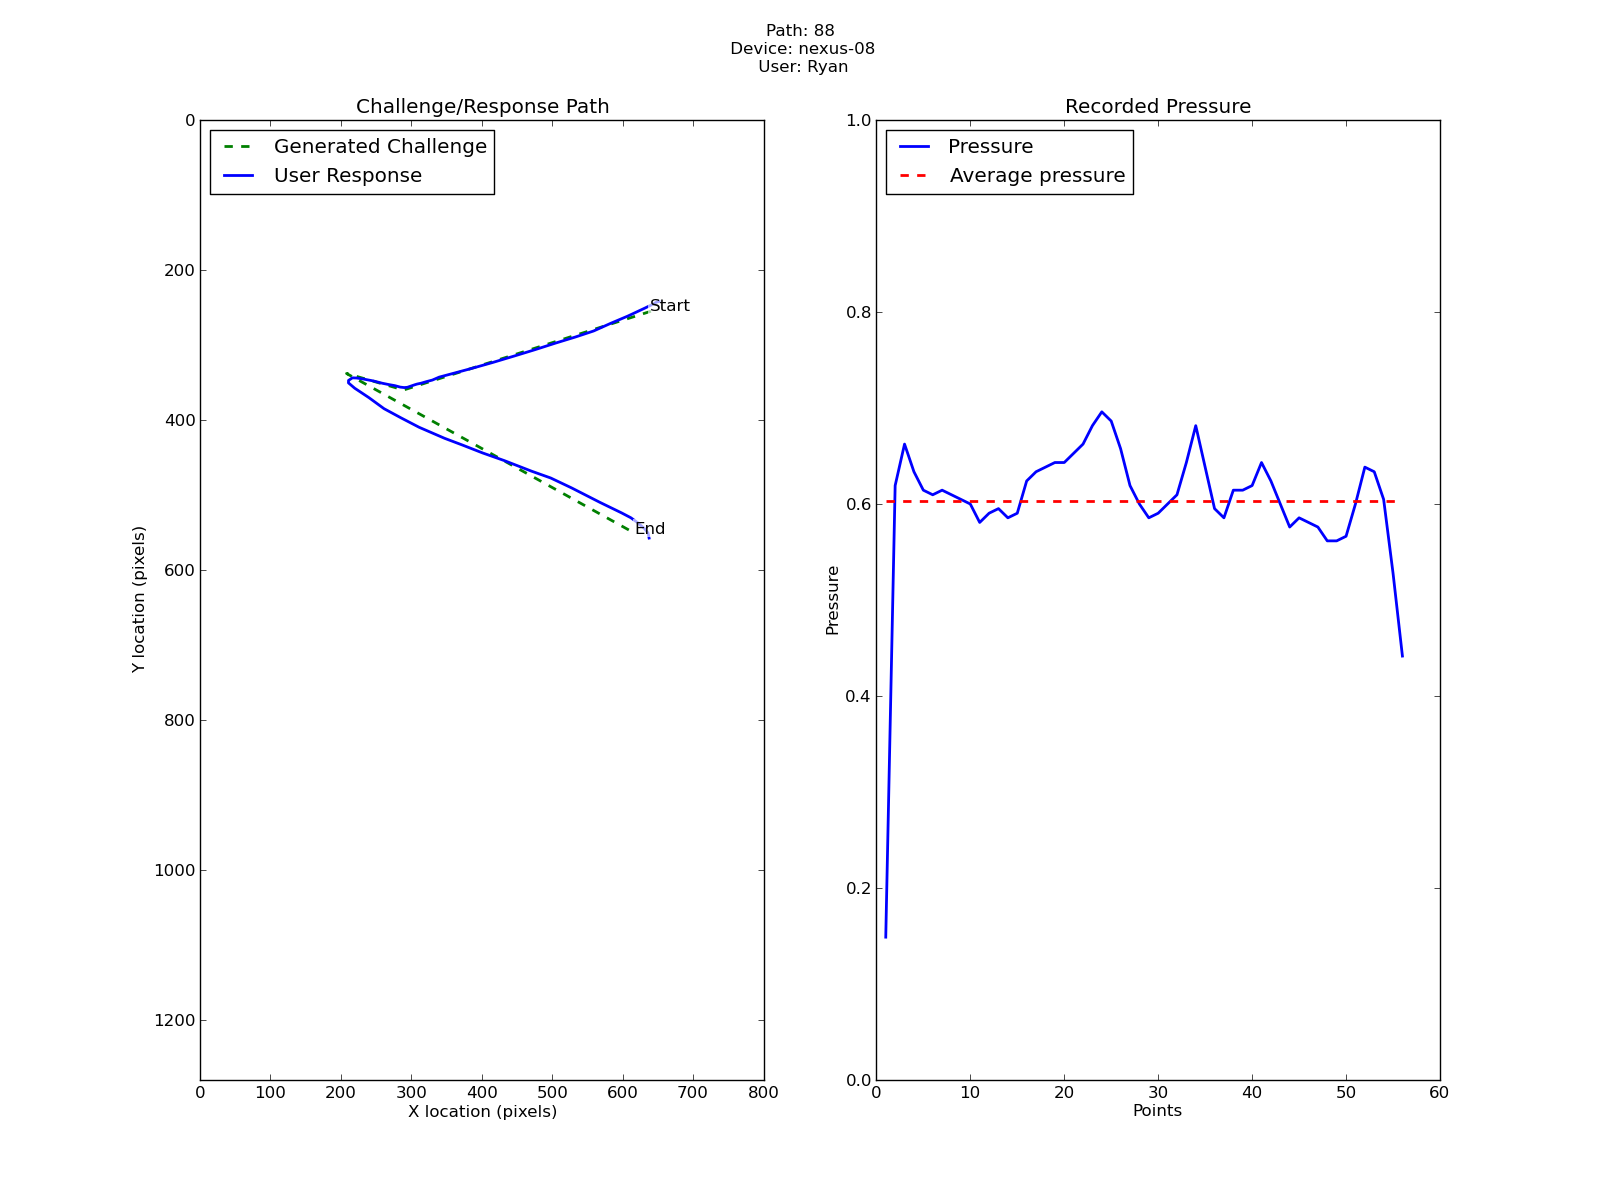 Path: 88
Device: nexus-08
User: Ryan
Challenge/Response Path
Generated Challenge
User Response
Start
End
0
200
400
600
800
1000
1200
Y location (pixels)
0 100 200 300 400 500 600 700 800
X location (pixels)
Recorded Pressure
Pressure
Average pressure
1.0
0.8
0.6
0.4
0.2
0.0
Pressure
0 10 20 30 40 50 60
Points